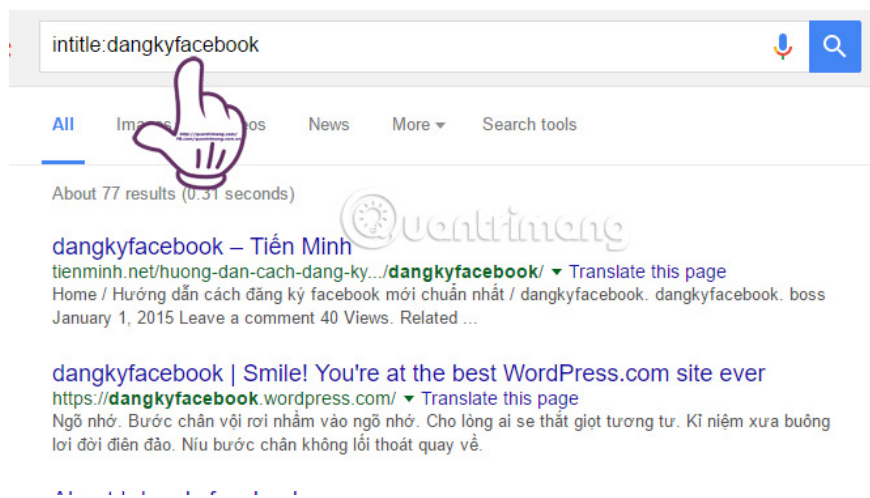 intitle:dangkyfacebook
All Images Videos News More Search tools
About 77 results (0.31 seconds)
Quantrimang
dangkyfacebook – Tiến Minh
tienminh.net/huong-dan-cach-dang-ky.../dangkyfacebook/ Translate this page
Home / Hướng dẫn cách đăng ký facebook mới chuẩn nhất / dangkyfacebook. dangkyfacebook. boss
January 1, 2015 Leave a comment 40 Views. Related ...
dangkyfacebook | Smile! You're at the best WordPress.com site ever
https://dangkyfacebook.wordpress.com/ Translate this page
Ngõ nhớ. Bước chân vội rơi nhầm vào ngõ nhớ. Cho lòng ai se thắt giọt tương tư. Kỉ niệm xưa buông
lơi đời điên đảo. Níu bước chân không lối thoát quay về.